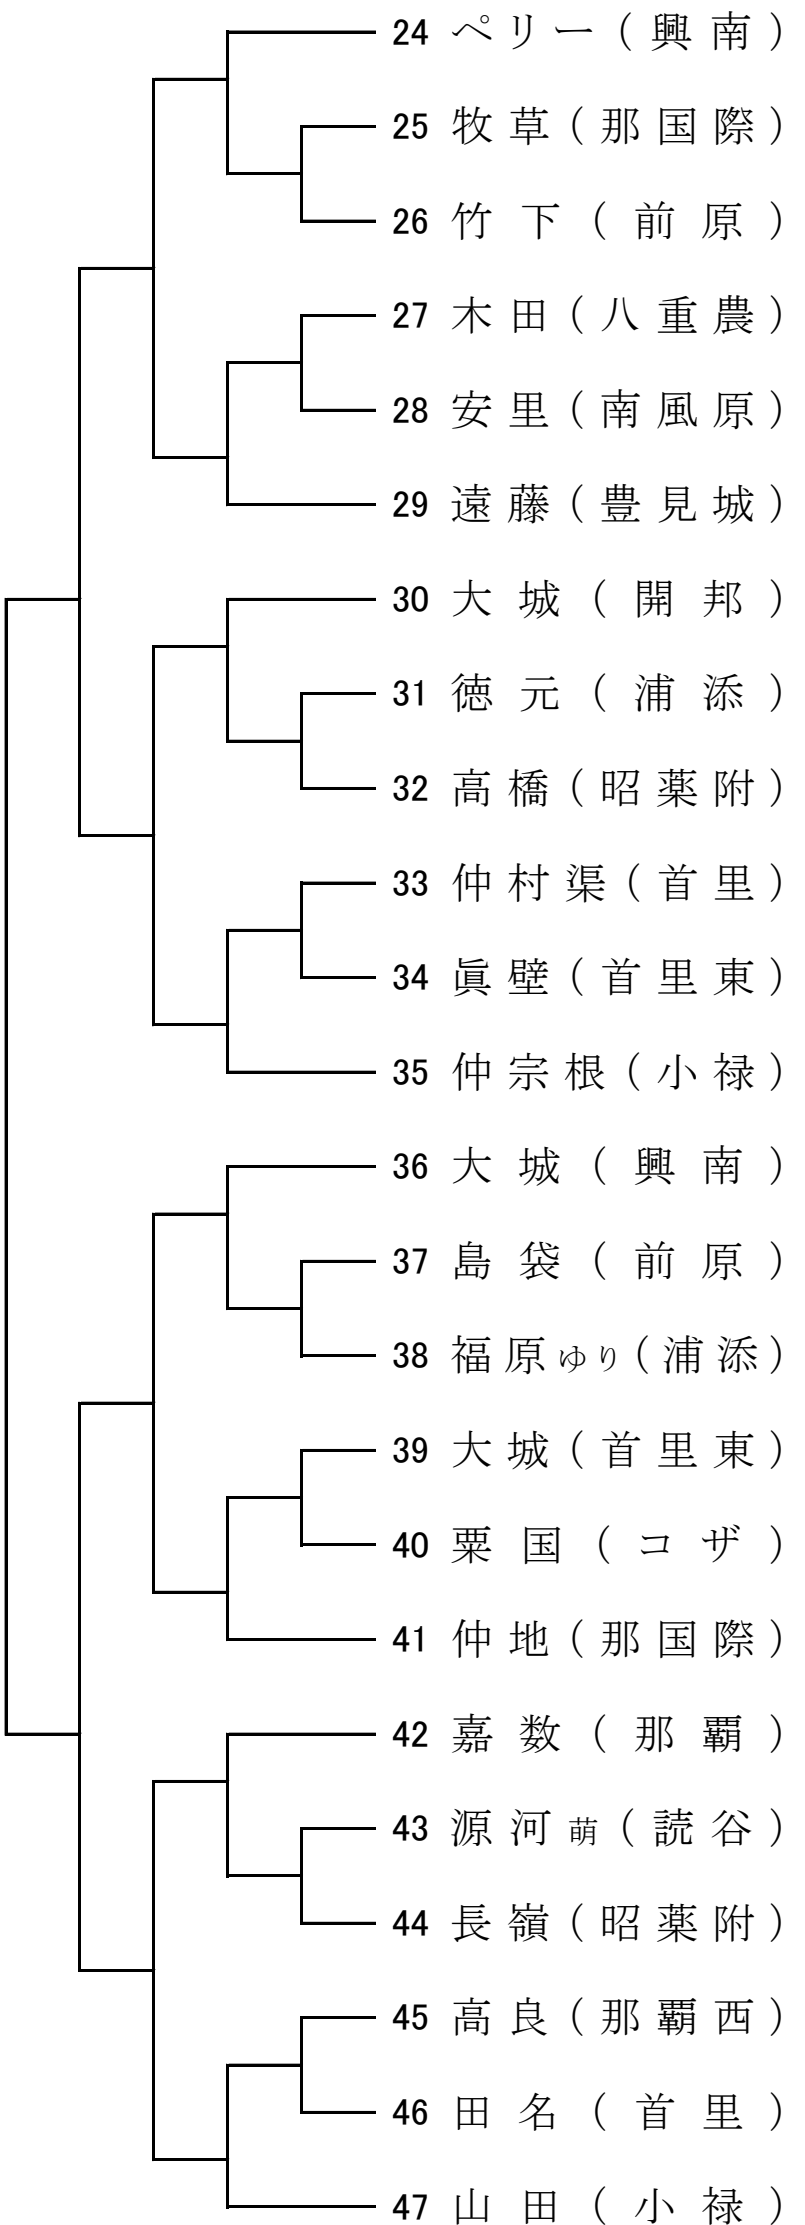 24 ペリー(興南)
25 牧草(那国際)
26 竹下(前原)
27 木田(八重農)
28 安里(南風原)
29 遠藤(豊見城)
30 大城(開邦)
31 徳元(浦添)
32 高橋(昭薬附)
33 仲村渠(首里)
34 眞壁(首里東)
35 仲宗根(小禄)
36 大城(興南)
37 島袋(前原)
38 福原ゆり(浦添)
39 大城(首里東)
40 粟国(コザ)
41 仲地(那国際)
42 嘉数(那覇)
43 源河萌(読谷)
44 長嶺(昭薬附)
45 高良(那覇西)
46 田名(首里)
47 山田(小禄)